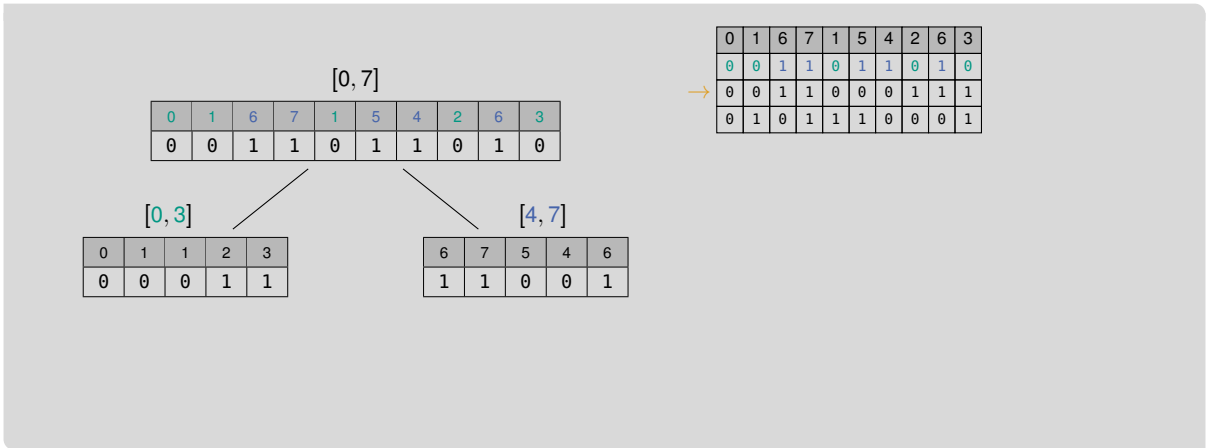 [0, 7]
0 1 6 7 1 5 4 2 6 3
0 0 1 1 0 1 1 0 1 0
[0, 3]
0 1 1 2 3
0 0 0 1 1
[4, 7]
6 7 5 4 6
1 1 0 0 1
0 1 6 7 1 5 4 2 6 3
0 0 1 1 0 1 1 0 1 0
→ 0 0 1 1 0 0 0 1 1 1
0 1 0 1 1 1 0 0 0 1